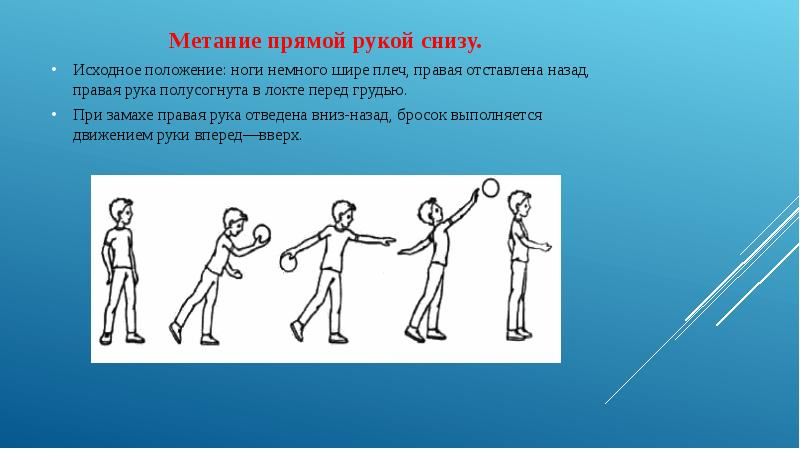 Метание прямой рукой снизу.
• Исходное положение: ноги немного шире плеч, правая отставлена назад,
правая рука полусогнута в локте перед грудью.
• При замахе правая рука отведена вниз-назад, бросок выполняется
движением руки вперед—вверх.